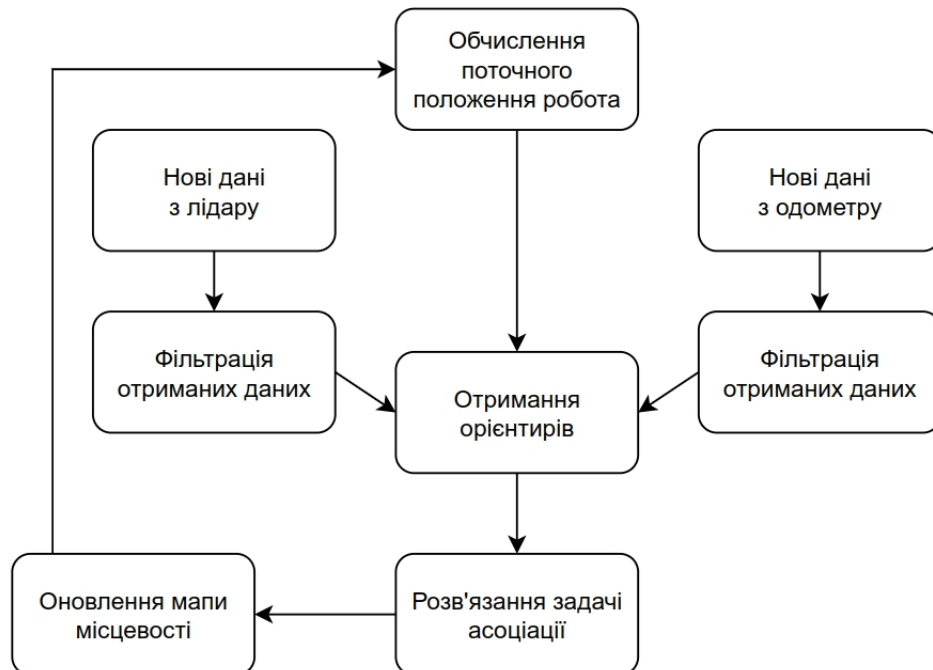 Обчислення
поточного
положення робота
Нові дані
з лідару
Нові дані
з одометру
Фільтрація
отриманих даних
Отримання
орієнтирів
Фільтрація
отриманих даних
Оновлення мапи
місцевості
Розв'язання задачі
асоціації